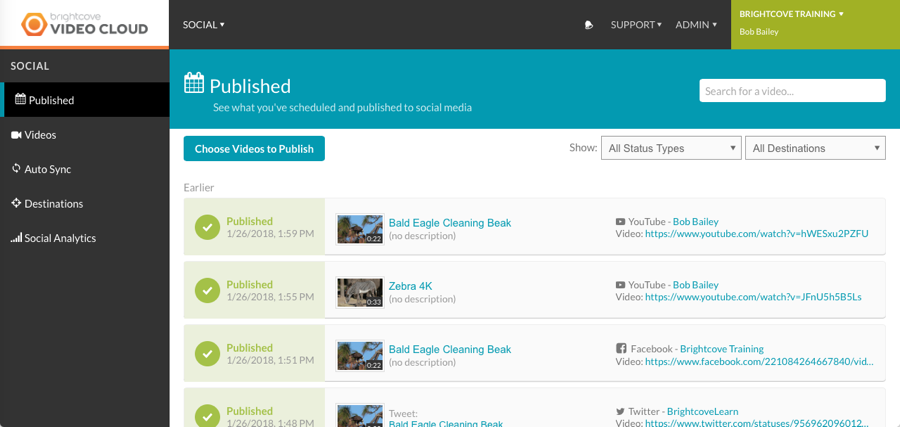 brightcove
VIDEO CLOUD
SOCIAL
SUPPORT
ADMIN
BRIGHTCOVE TRAINING
Bob Bailey
SOCIAL
Published
Videos
Auto Sync
Destinations
Social Analytics
Published
See what you've scheduled and published to social media
Search for a video...
Choose Videos to Publish
Show:
All Status Types
All Destinations
Earlier
Published
1/26/2018, 1:59 PM
0:22
Bald Eagle Cleaning Beak
(no description)
YouTube - Bob Bailey
Video: https://www.youtube.com/watch?v=hWESxu2PZFU
Published
1/26/2018, 1:55 PM
0:33
Zebra 4K
(no description)
YouTube - Bob Bailey
Video: https://www.youtube.com/watch?v=JFnU5h5B5Ls
Published
1/26/2018, 1:51 PM
0:22
Bald Eagle Cleaning Beak
(no description)
Facebook - Brightcove Training
Video: https://www.facebook.com/221084264667840/vid...
Published
1/26/2018, 1:48 PM
Tweet:
Bald Eagle Cleaning Beak
Twitter - BrightcoveLearn
Video: https://www.twitter.com/statuses/956962096012...